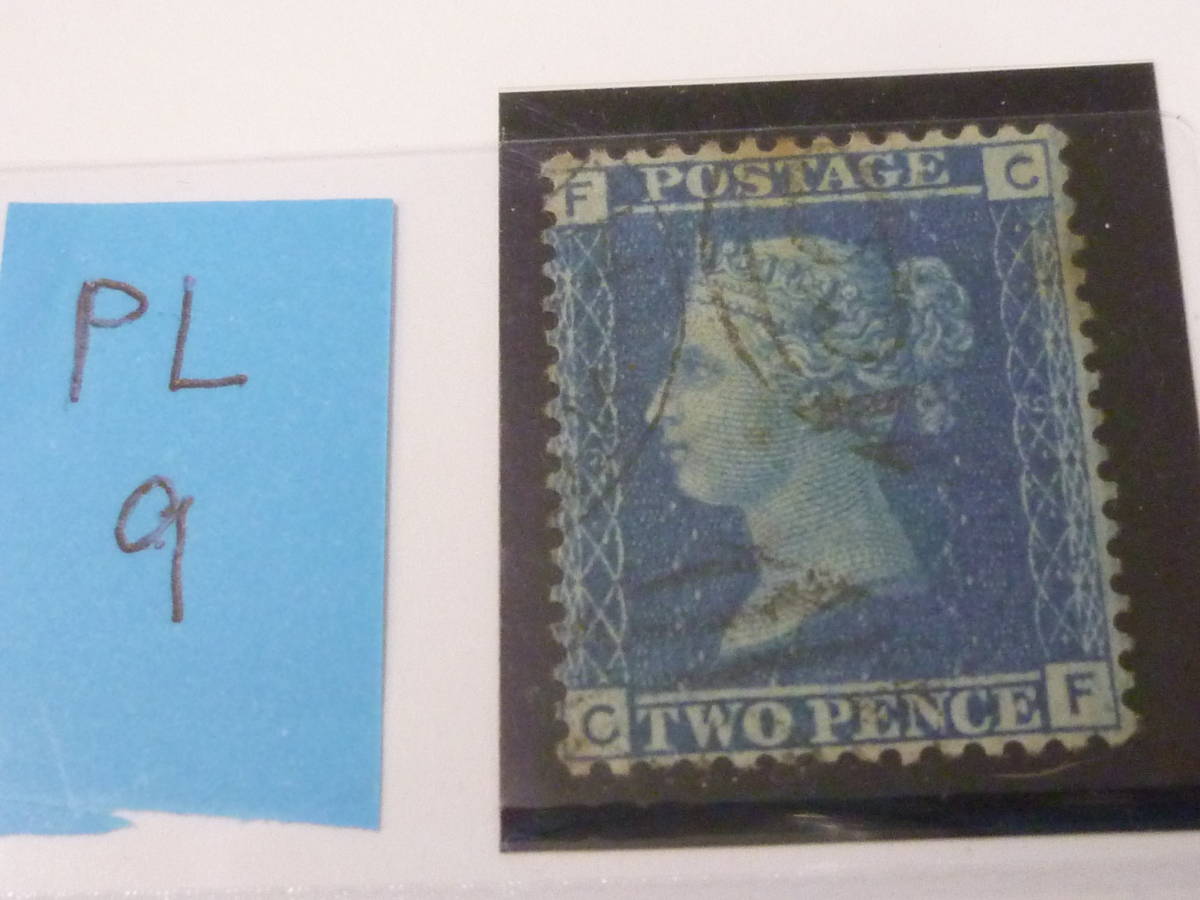 PL
9
F POSTAGE C
C TWO PENCE F